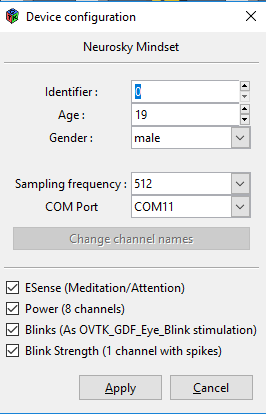 Device configuration
Neurosky Mindset
Identifier : 0
Age : 19
Gender : male
Sampling frequency : 512
COM Port COM11
Change channel names
ESense (Meditation/Attention)
Power (8 channels)
Blinks (As OVTK_GDF_Eye_Blink stimulation)
Blink Strength (1 channel with spikes)
Apply Cancel